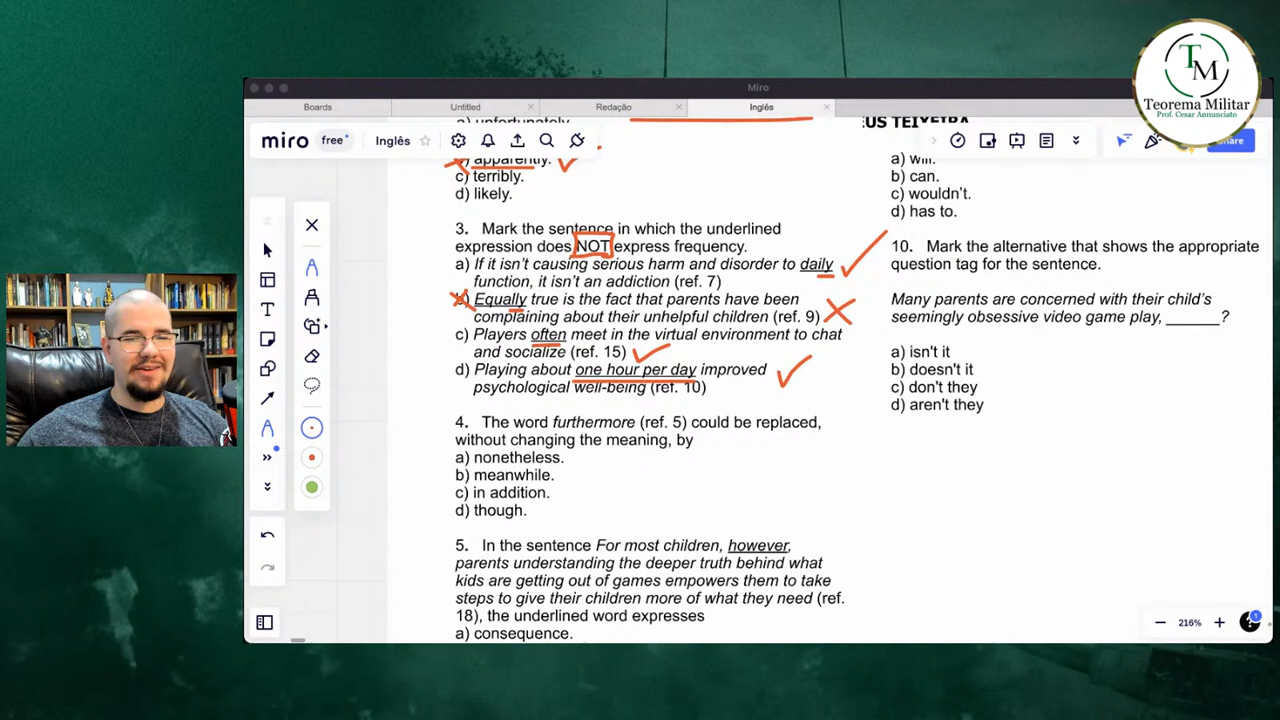 TM
Teorema Militar
Prof. Cesar Annunciato
Miro
Boards
Untitled
Redação
Inglês
miro
free
Inglês
Share
a) unfortunately.
b) apparently.
c) terribly.
d) likely.
3. Mark the sentence in which the underlined
expression does NOT express frequency.
a) If it isn't causing serious harm and disorder to daily
function, it isn't an addiction (ref. 7)
b) Equally true is the fact that parents have been
complaining about their unhelpful children (ref. 9)
c) Players often meet in the virtual environment to chat
and socialize (ref. 15)
d) Playing about one hour per day improved
psychological well-being (ref. 10)
4. The word furthermore (ref. 5) could be replaced,
without changing the meaning, by
a) nonetheless.
b) meanwhile.
c) in addition.
d) though.
5. In the sentence For most children, however,
parents understanding the deeper truth behind what
kids are getting out of games empowers them to take
steps to give their children more of what they need (ref.
18), the underlined word expresses
a) consequence.
EUS TEIXEIRA
a) will.
b) can.
c) wouldn't.
d) has to.
10. Mark the alternative that shows the appropriate
question tag for the sentence.
Many parents are concerned with their child's
seemingly obsessive video game play, ______?
a) isn't it
b) doesn't it
c) don't they
d) aren't they
216%